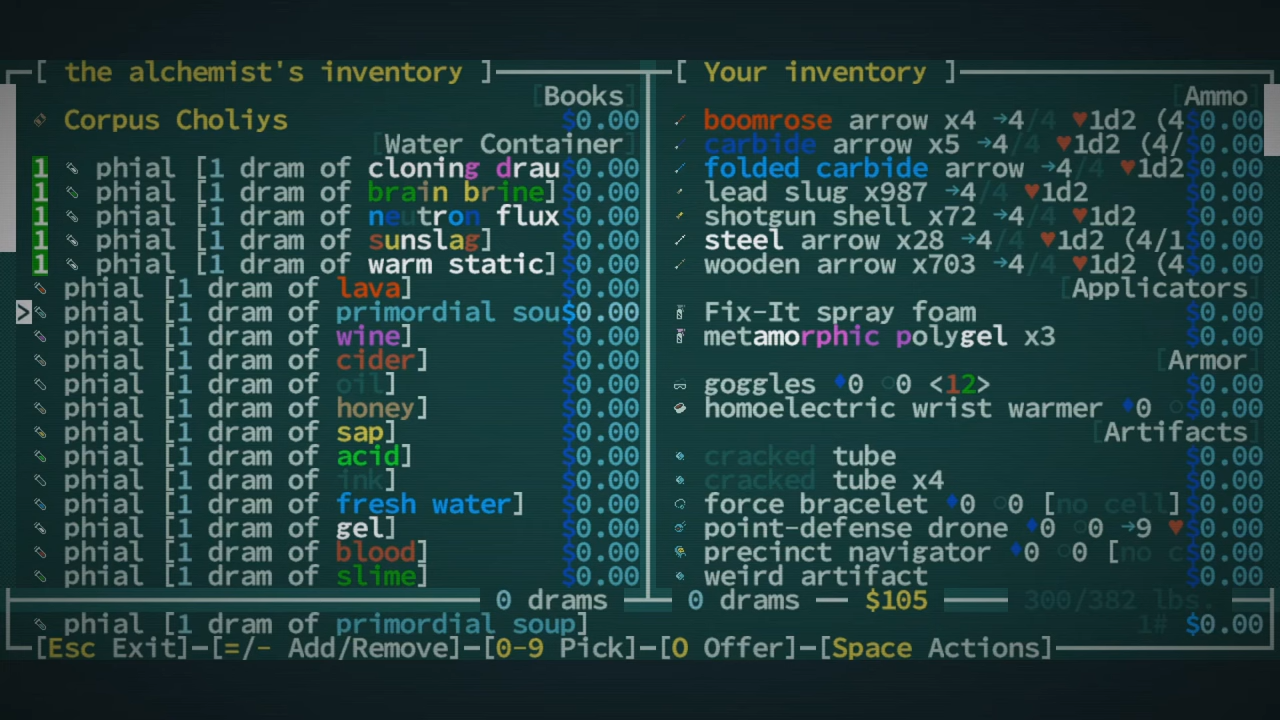 [ the alchemist's inventory ]
[Books]
Corpus Choliys $0.00
[Water Container]
1 phial [1 dram of cloning drau $0.00
1 phial [1 dram of brain brine] $0.00
1 phial [1 dram of neutron flux $0.00
1 phial [1 dram of sunslag] $0.00
1 phial [1 dram of warm static] $0.00
phial [1 dram of lava] $0.00
> phial [1 dram of primordial sou$0.00
phial [1 dram of wine] $0.00
phial [1 dram of cider] $0.00
phial [1 dram of oil] $0.00
phial [1 dram of honey] $0.00
phial [1 dram of sap] $0.00
phial [1 dram of acid] $0.00
phial [1 dram of ink] $0.00
phial [1 dram of fresh water] $0.00
phial [1 dram of gel] $0.00
phial [1 dram of blood] $0.00
phial [1 dram of slime] $0.00
0 drams
[ Your inventory ]
[Ammo]
boomrose arrow x4 →4/4 ♥1d2 (4$0.00
carbide arrow x5 →4/4 ♥1d2 (4/$0.00
folded carbide arrow →4/4 ♥1d2$0.00
lead slug x987 →4/4 ♥1d2 $0.00
shotgun shell x72 →4/4 ♥1d2 $0.00
steel arrow x28 →4/4 ♥1d2 (4/1$0.00
wooden arrow x703 →4/4 ♥1d2 (4$0.00
[Applicators]
Fix-It spray foam $0.00
metamorphic polygel x3 $0.00
[Armor]
goggles ♦0 ○0 <12> $0.00
homoelectric wrist warmer ♦0 ○$0.00
[Artifacts]
cracked tube $0.00
cracked tube x4 $0.00
force bracelet ♦0 ○0 [no cell] $0.00
point-defense drone ♦0 ○0 →9 ♥$0.00
precinct navigator ♦0 ○0 [no c$0.00
weird artifact $0.00
0 drams — $105 300/382 lbs.
phial [1 dram of primordial soup] 1# $0.00
[Esc Exit]—[=/- Add/Remove]—[0-9 Pick]—[O Offer]—[Space Actions]